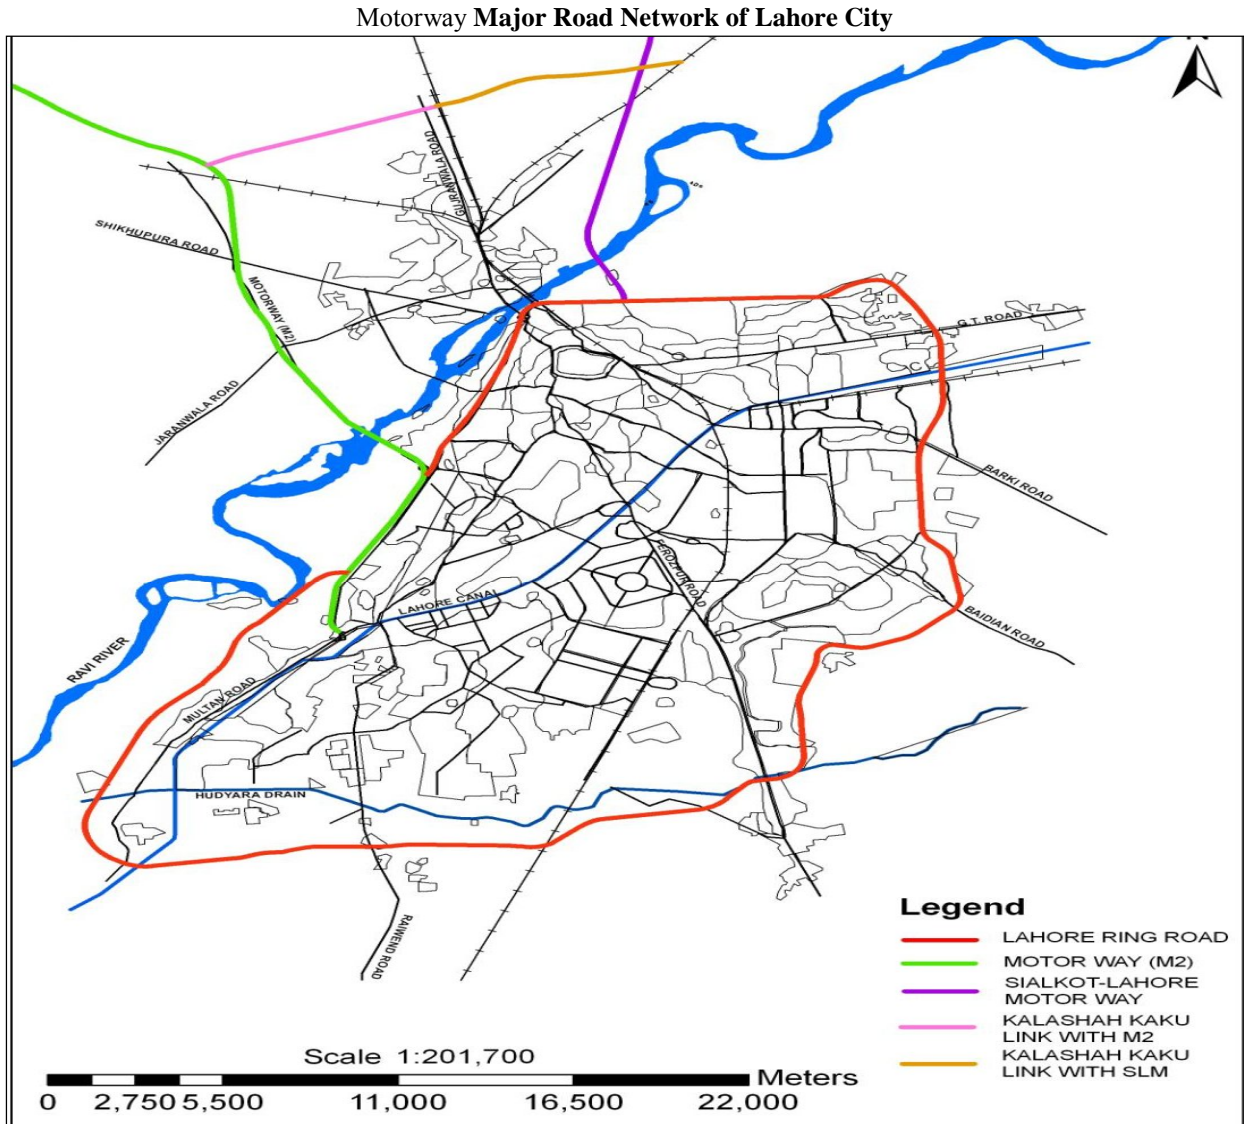 Motorway Major Road Network of Lahore City
GUJRANWALA ROAD
SHIKHUPURA ROAD
MOTORWAY (M2)
G.T. ROAD
JARANWALA ROAD
BARKI ROAD
FEROZPUR ROAD
LAHORE CANAL
BAIDIAN ROAD
RAVI RIVER
MULTAN ROAD
HUDYARA DRAIN
RAIWEND ROAD
Legend
LAHORE RING ROAD
MOTOR WAY (M2)
SIALKOT-LAHORE
MOTOR WAY
KALASHAH KAKU
LINK WITH M2
KALASHAH KAKU
LINK WITH SLM
Scale 1:201,700
Meters
0 2,750 5,500 11,000 16,500 22,000